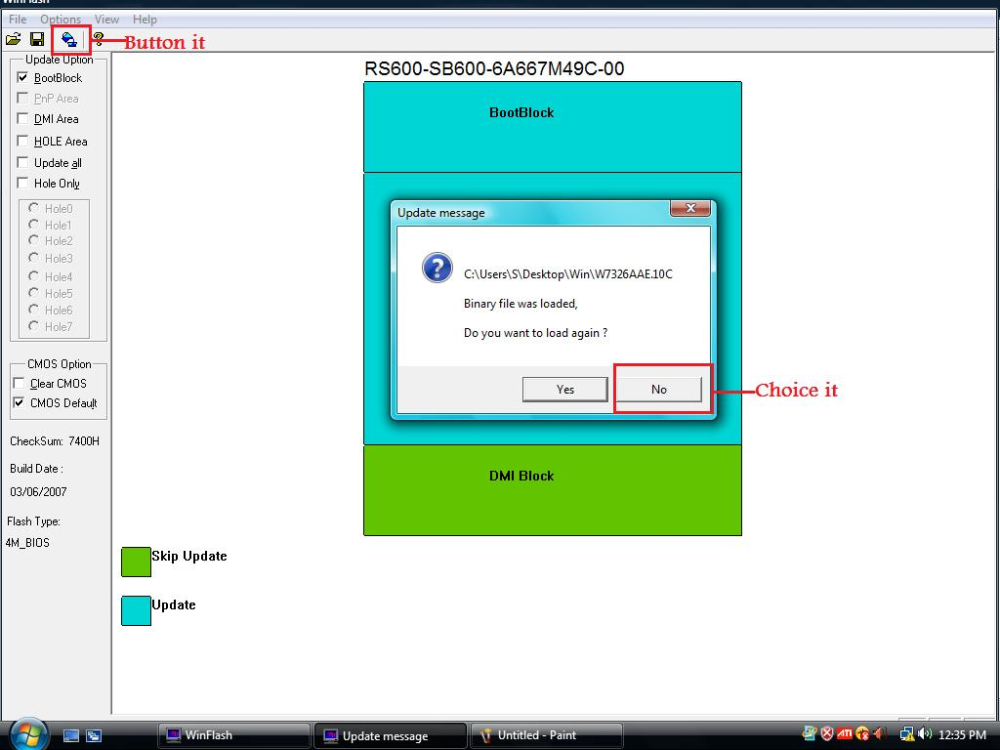 WinFlash
File Options View Help
Button it
Update Option
BootBlock
PnP Area
DMI Area
HOLE Area
Update all
Hole Only
Hole0
Hole1
Hole2
Hole3
Hole4
Hole5
Hole6
Hole7
CMOS Option
Clear CMOS
CMOS Default
CheckSum: 7400H
Build Date :
03/06/2007
Flash Type:
4M_BIOS
RS600-SB600-6A667M49C-00
BootBlock
Update message
C:\Users\S\Desktop\Win\W7326AAE.10C
Binary file was loaded,
Do you want to load again ?
Yes
No
Choice it
DMI Block
Skip Update
Update
WinFlash
Update message
Untitled - Paint
ATI
12:35 PM